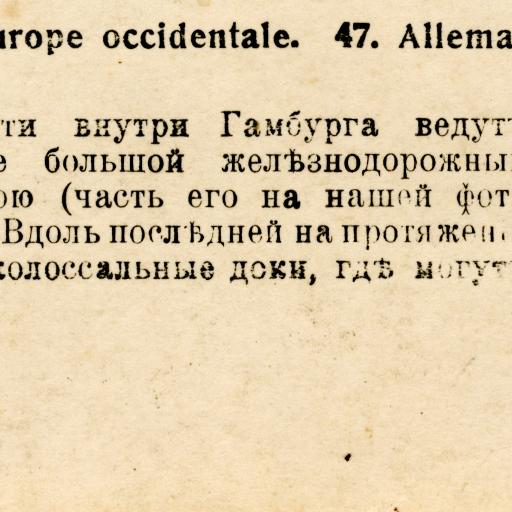 urope occidentale. 47. Allema
ти внутри Гамбурга ведут
е большой желѣзнодорожны
ою (часть его на нашей фот
Вдоль послѣдней на протяжен
колоссальные доки, гдѣ могут